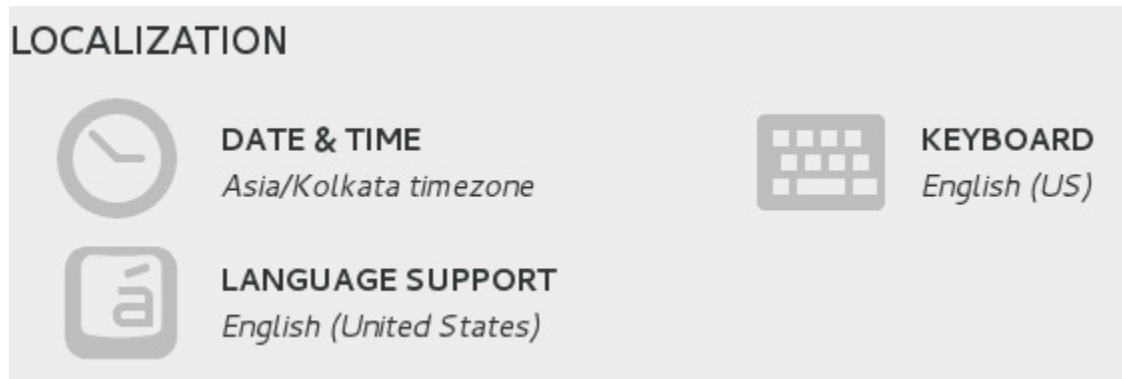 LOCALIZATION
DATE & TIME
Asia/Kolkata timezone
KEYBOARD
English (US)
á
LANGUAGE SUPPORT
English (United States)